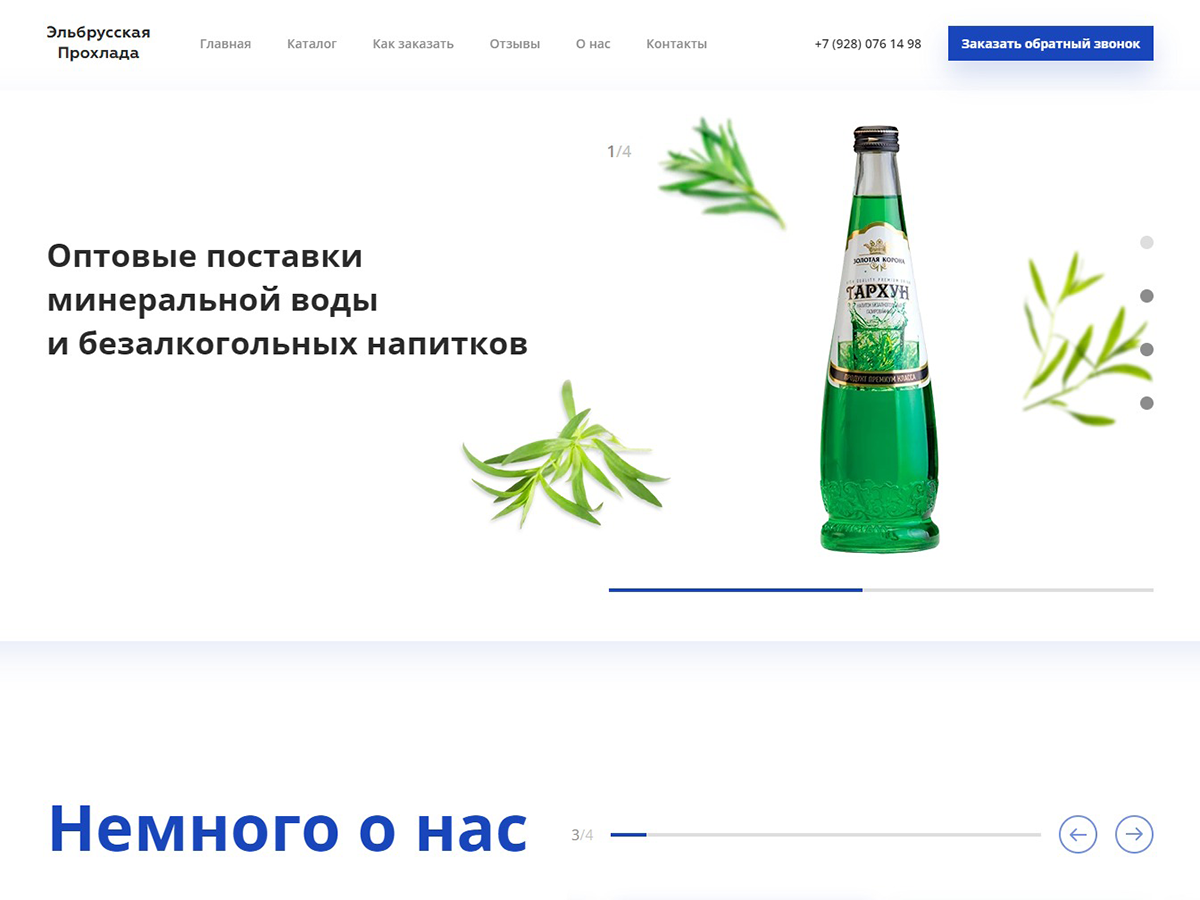 Эльбрусская
Прохлада
Главная
Каталог
Как заказать
Отзывы
О нас
Контакты
+7 (928) 076 14 98
Заказать обратный звонок
1/4
Оптовые поставки
минеральной воды
и безалкогольных напитков
ЗОЛОТАЯ КОРОНА
ТАРХУН
ПРОДУКТ ПРЕМИУМ КЛАССА
Немного о нас
3/4